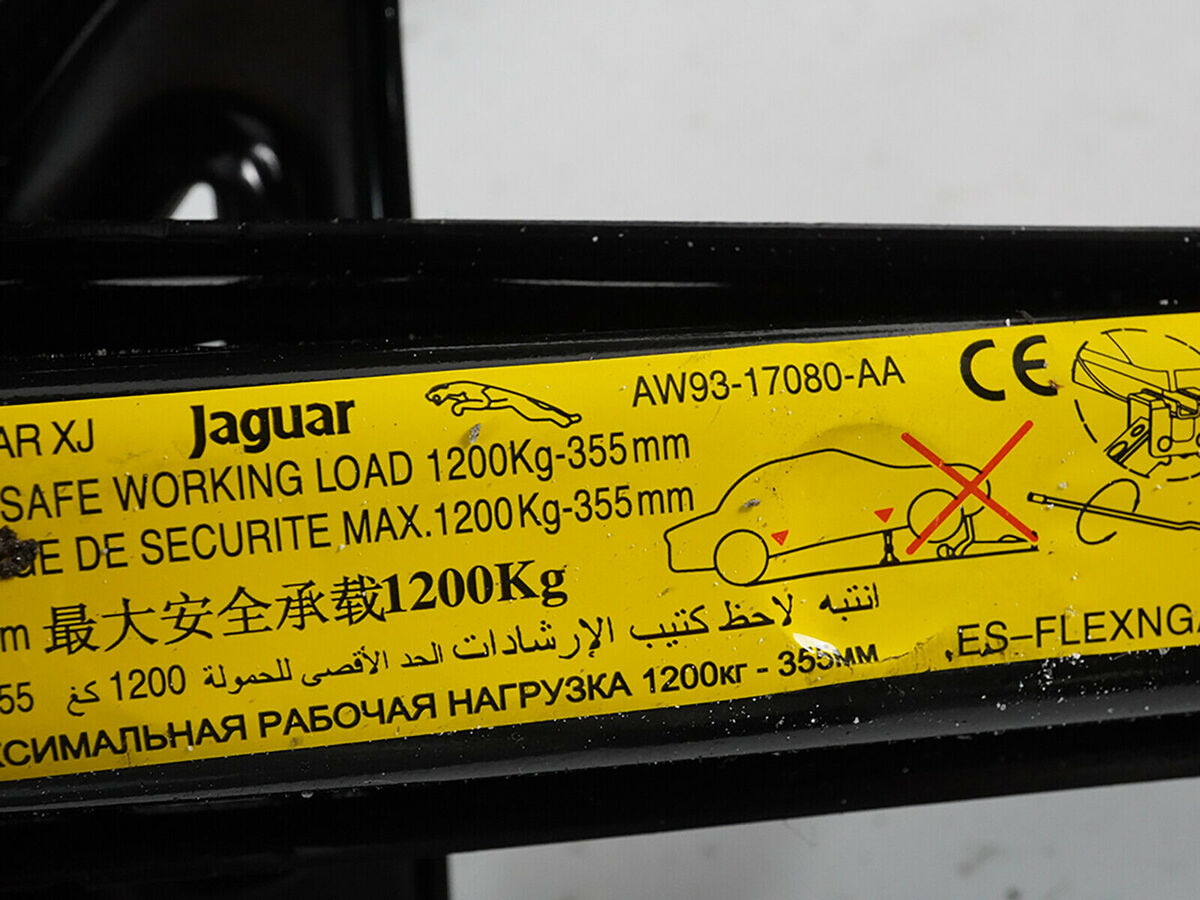 AR XJ Jaguar AW93-17080-AA CE
SAFE WORKING LOAD 1200Kg-355mm
GE DE SECURITE MAX.1200Kg-355mm
m 最大安全承载1200Kg
انتبه لاحظ كتيب الإرشادات الحد الأقصى للحمولة 1200 كغ 55
КСИМАЛЬНАЯ РАБОЧАЯ НАГРУЗКА 1200кг - 355мм
ES-FLEXNGA